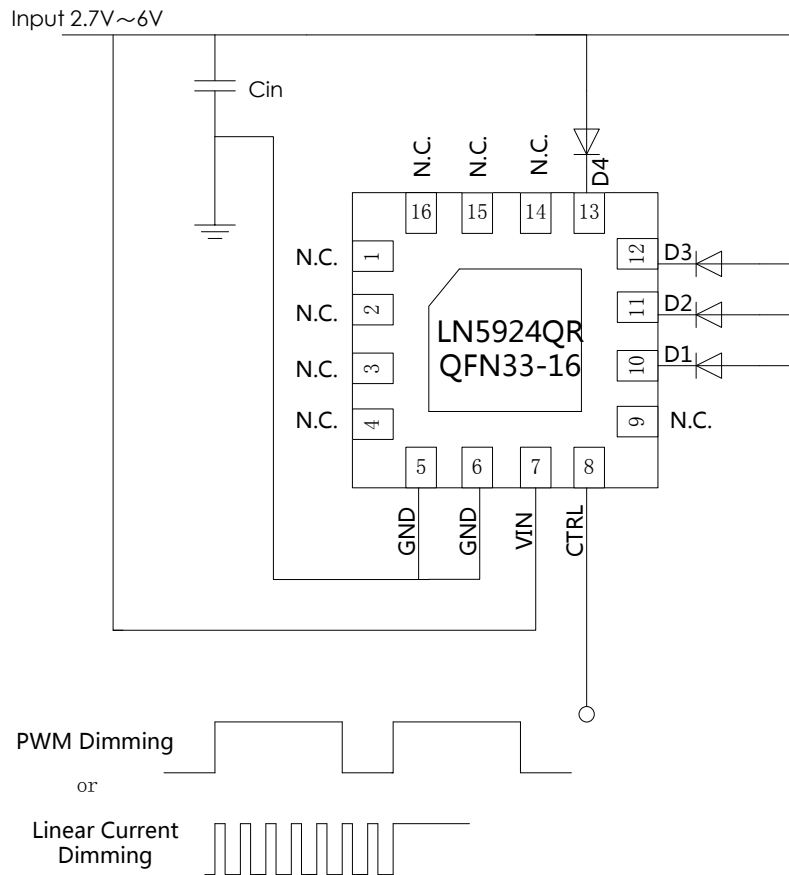 Input 2.7V～6V
Cin
N.C.
N.C.
N.C.
D4
16
15
14
13
N.C.
1
12
D3
N.C.
2
11
D2
LN5924QR
QFN33-16
N.C.
3
10
D1
N.C.
4
9
N.C.
5
6
7
8
GND
GND
VIN
CTRL
PWM Dimming
or
Linear Current
Dimming